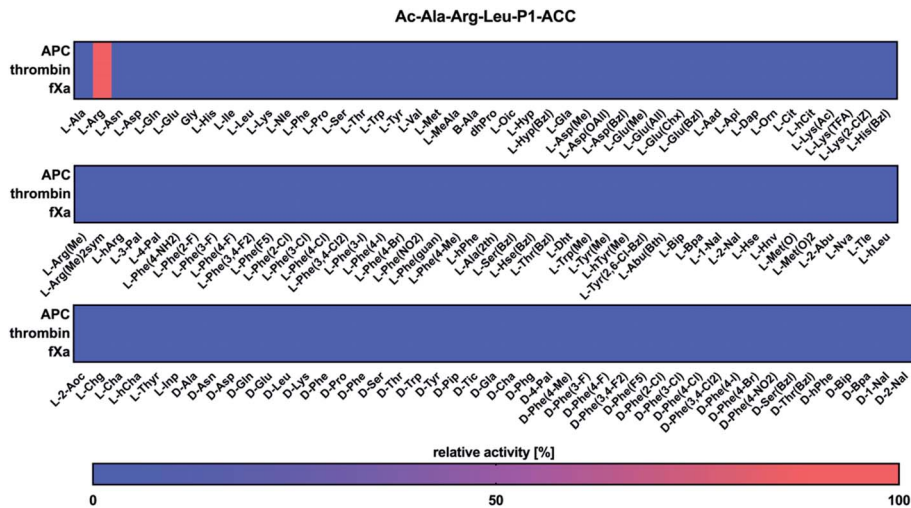 Ac-Ala-Arg-Leu-P1-ACC
APC
thrombin
fXa
L-Ala
L-Arg
L-Asn
L-Asp
L-Gln
L-Glu
Gly
L-His
L-Ile
L-Leu
L-Lys
L-Nle
L-Phe
L-Pro
L-Ser
L-Thr
L-Trp
L-Tyr
L-Val
L-Met
L-MeAla
B-Ala
dhPro
L-Oic
L-Hyp
L-Hyp(Bzl)
L-Gla
L-Asp(Me)
L-Asp(OAll)
L-Asp(Bzl)
L-Glu(Me)
L-Glu(All)
L-Glu(Chx)
L-Glu(Bzl)
L-Aad
L-Api
L-Dap
L-Orn
L-Cit
L-hCit
L-Lys(Ac)
L-Lys(TFA)
L-Lys(2-ClZ)
L-His(Bzl)
APC
thrombin
fXa
L-Arg(Me)
L-Arg(Me)2sym
L-hArg
L-3-Pal
L-4-Pal
L-Phe(4-NH2)
L-Phe(2-F)
L-Phe(3-F)
L-Phe(4-F)
L-Phe(3,4-F2)
L-Phe(F5)
L-Phe(2-Cl)
L-Phe(3-Cl)
L-Phe(4-Cl)
L-Phe(3,4-Cl2)
L-Phe(3-I)
L-Phe(4-I)
L-Phe(4-Br)
L-Phe(NO2)
L-Phe(guan)
L-Phe(4-Me)
L-hPhe
L-Ala(2th)
L-Ser(Bzl)
L-Hse(Bzl)
L-Thr(Bzl)
L-Dht
L-Trp(Me)
L-Tyr(Me)
L-hTyr(Me)
L-Tyr(2,6-Cl-Bzl)
L-Abu(Bth)
L-Bip
L-Bpa
L-1-Nal
L-2-Nal
L-Hse
L-Hnv
L-Met(O)
L-Met(O)2
L-2-Abu
L-Nva
L-Tle
L-hLeu
APC
thrombin
fXa
L-2-Aoc
L-Chg
L-Cha
L-hCha
L-Thyr
L-Inp
D-Ala
D-Asn
D-Asp
D-Gln
D-Glu
D-Leu
D-Lys
D-Phe
D-Pro
D-Phe
D-Ser
D-Thr
D-Trp
D-Tyr
D-Pip
D-Tic
D-Gla
D-Cha
D-Phg
D-4-Pal
D-Phe(4-Me)
D-Phe(3-F)
D-Phe(4-F)
D-Phe(3,4-F2)
D-Phe(F5)
D-Phe(2-Cl)
D-Phe(3-Cl)
D-Phe(4-Cl)
D-Phe(3,4-Cl2)
D-Phe(4-I)
D-Phe(4-Br)
D-Phe(4-NO2)
D-Ser(Bzl)
D-Thr(Bzl)
D-hPhe
D-Bip
D-Bpa
D-1-Nal
D-2-Nal
relative activity [%]
0
50
100